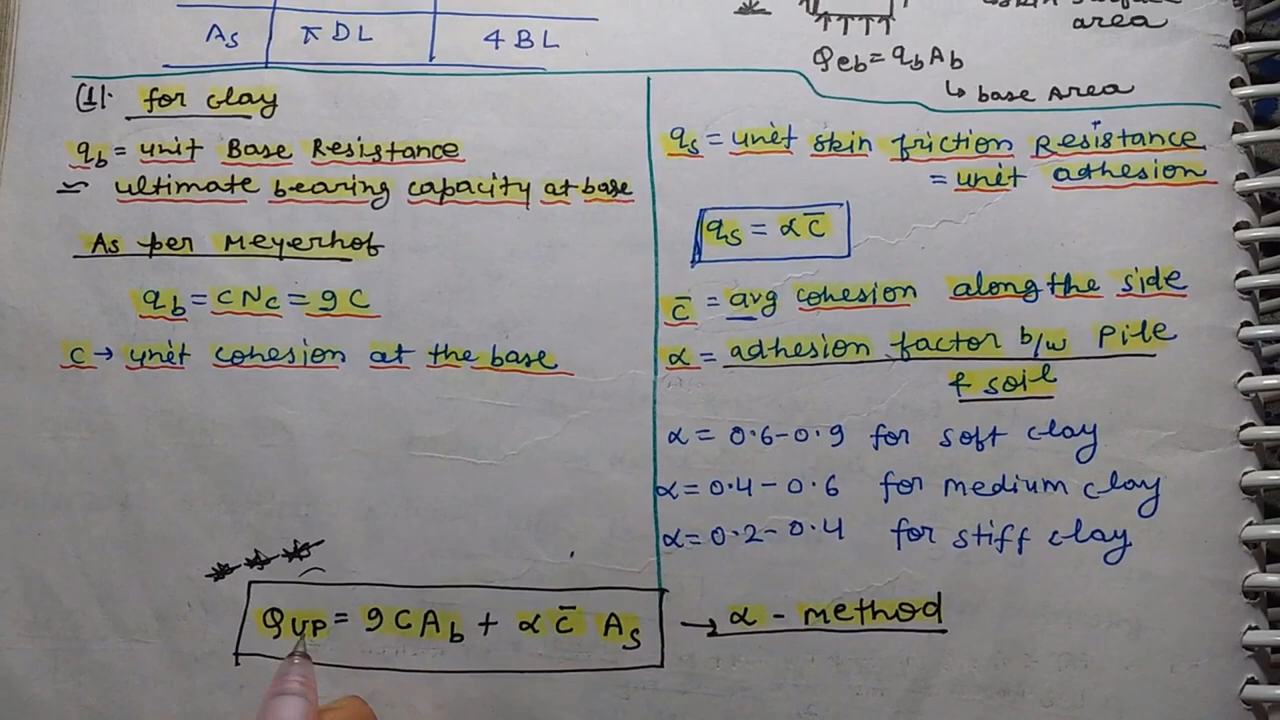 As | πDL | 4BL
area
Qeb = qb Ab
↳ base Area
(1). for clay
qb = unit Base Resistance
≃ ultimate bearing capacity at base
As per Meyerhof
qb = CNc = 9C
C → unit cohesion at the base
qs = unit skin friction Resistance
= unit adhesion
qs = αc̄
c̄ = avg cohesion along the side
α = adhesion factor b/w Pile
& soil
α = 0.6-0.9 for soft clay
α = 0.4-0.6 for medium clay
α = 0.2-0.4 for stiff clay
QUP = 9CAb + αc̄ As → α - method